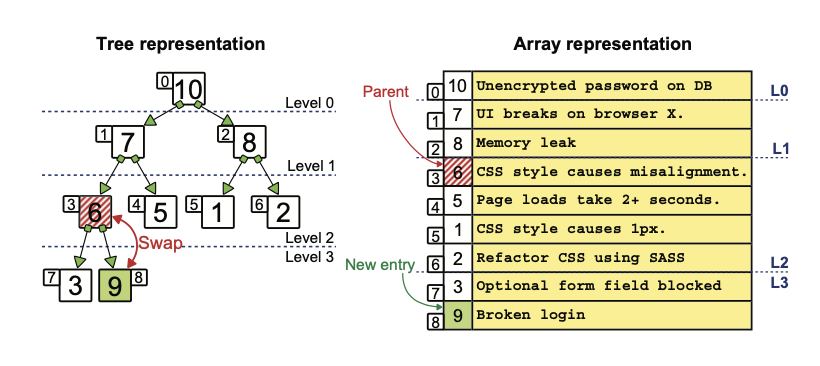 Tree representation
0 10
Level 0
1 7
2 8
Level 1
3 6
4 5
5 1
6 2
Swap
Level 2
Level 3
7 3
9 8
Array representation
Parent
New entry
0 10 Unencrypted password on DB L0
1 7 UI breaks on browser X.
2 8 Memory leak L1
3 6 CSS style causes misalignment.
4 5 Page loads take 2+ seconds.
5 1 CSS style causes 1px.
6 2 Refactor CSS using SASS L2
7 3 Optional form field blocked L3
8 9 Broken login